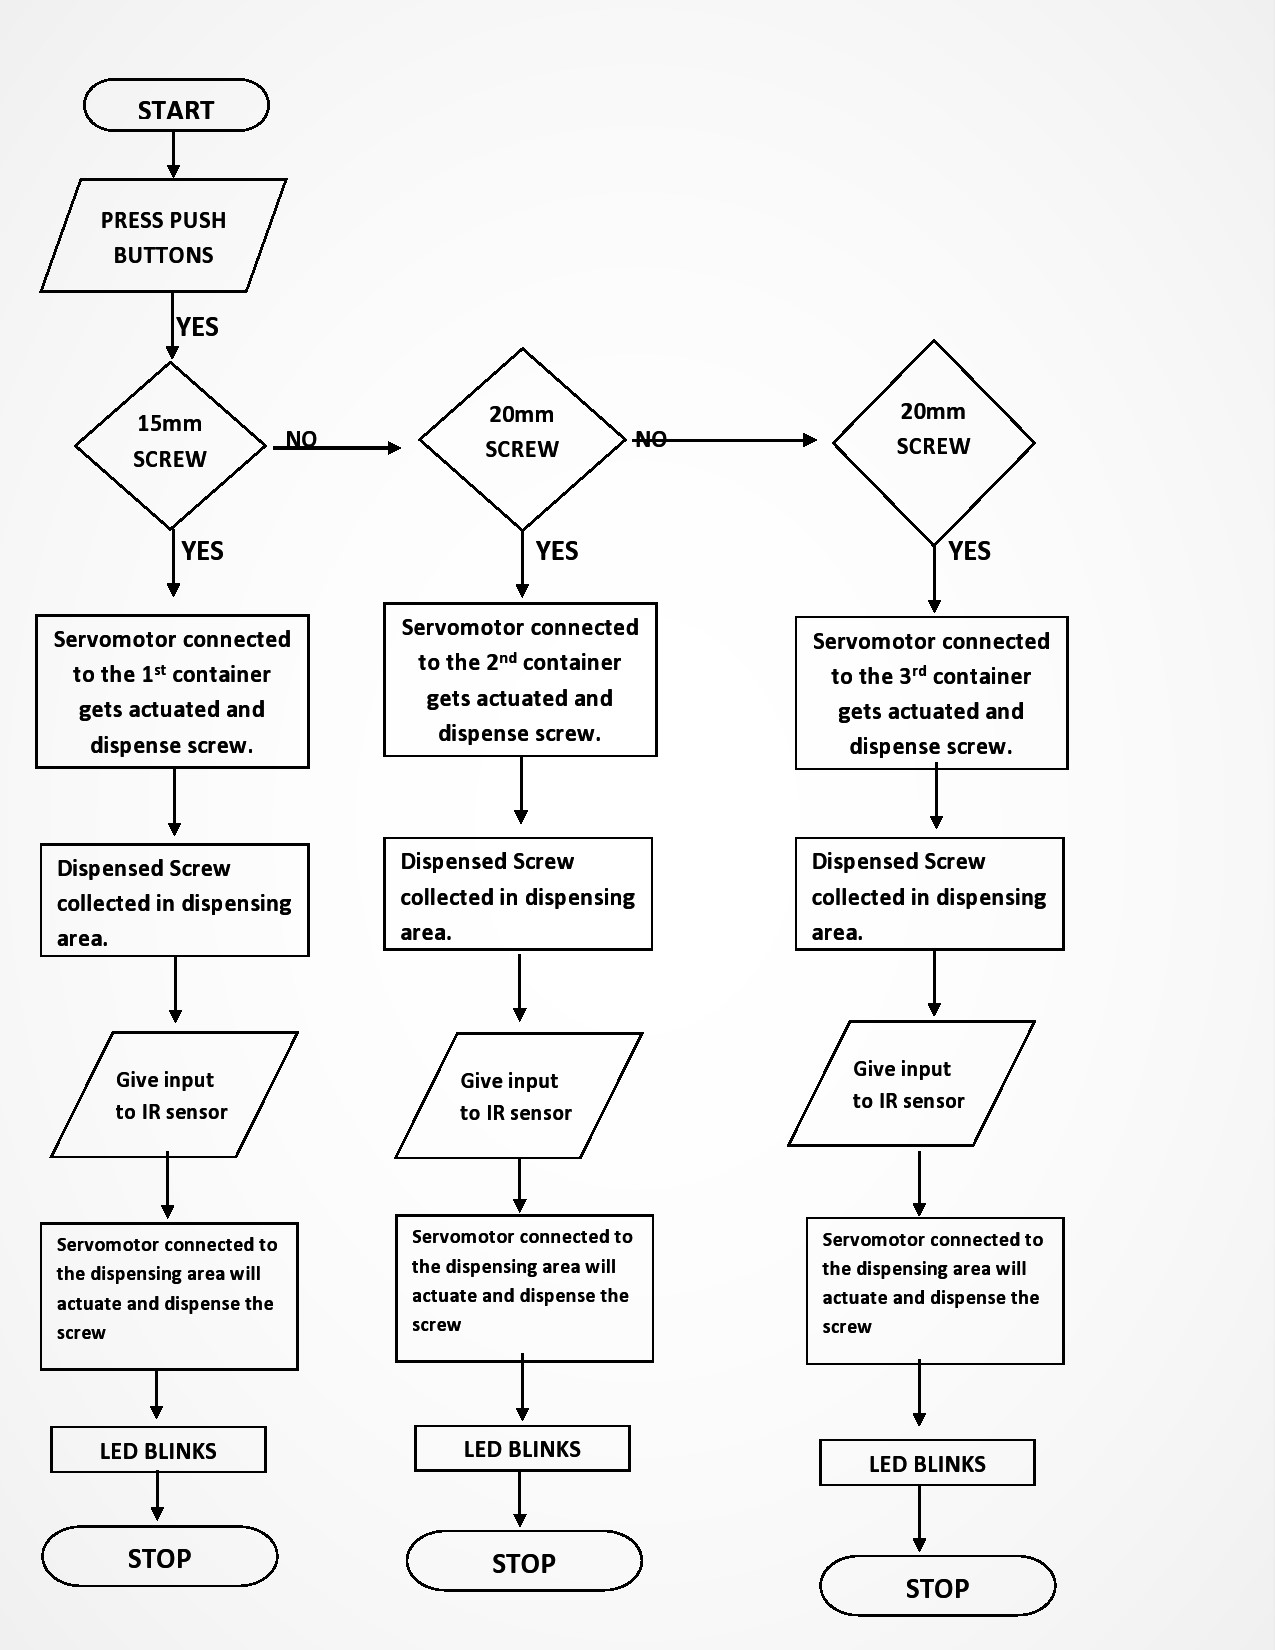 START
PRESS PUSH
BUTTONS
YES
15mm
SCREW
NO
20mm
SCREW
NO
20mm
SCREW
YES
YES
YES
Servomotor connected
to the 1st container
gets actuated and
dispense screw.
Servomotor connected
to the 2nd container
gets actuated and
dispense screw.
Servomotor connected
to the 3rd container
gets actuated and
dispense screw.
Dispensed Screw
collected in dispensing
area.
Dispensed Screw
collected in dispensing
area.
Dispensed Screw
collected in dispensing
area.
Give input
to IR sensor
Give input
to IR sensor
Give input
to IR sensor
Servomotor connected to
the dispensing area will
actuate and dispense the
screw
Servomotor connected to
the dispensing area will
actuate and dispense the
screw
Servomotor connected to
the dispensing area will
actuate and dispense the
screw
LED BLINKS
LED BLINKS
LED BLINKS
STOP
STOP
STOP